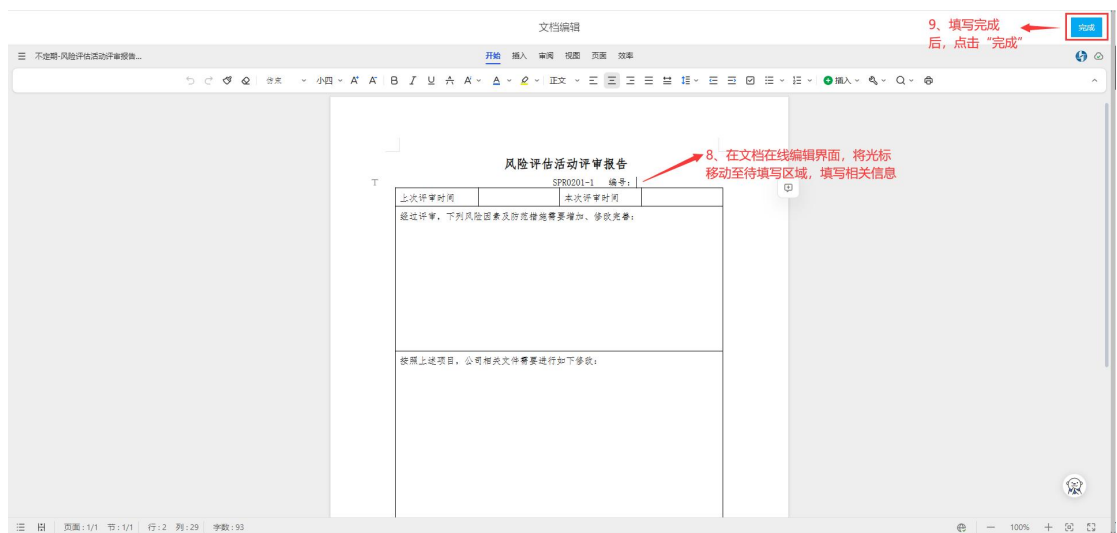 文档编辑
9、填写完成
后，点击“完成”
完成
不定期-风险评估活动评审报告...
开始 插入 审阅 视图 页面 效率
小四 A⁺ A⁻ B I U A A A 正文 插入
8、在文档在线编辑界面，将光标
移动至待填写区域，填写相关信息
风险评估活动评审报告
SPR0201-1 编号：
上次评审时间 本次评审时间
经过评审，下列风险因素及防范措施需要增加、修改完善：
按照上述项目，公司相关文件需要进行如下修改：
页面：1/1 节：1/1 行：2 列：29 字数：93
100%